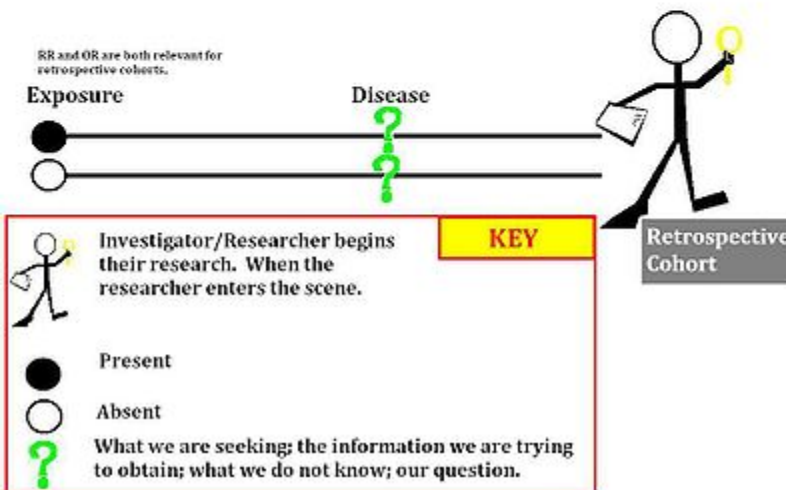 RR and OR are both relevant for
retrospective cohorts.
Exposure
Disease
?
?
Retrospective
Cohort
KEY
Investigator/Researcher begins
their research. When the
researcher enters the scene.
Present
Absent
?
What we are seeking; the information we are trying
to obtain; what we do not know; our question.